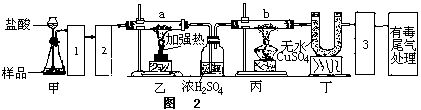 盐酸
样品
甲
1
2
a
加强热
乙
浓H₂SO₄
b
丙
无水
CuSO₄
丁
3
有毒
尾气
处理
图 2